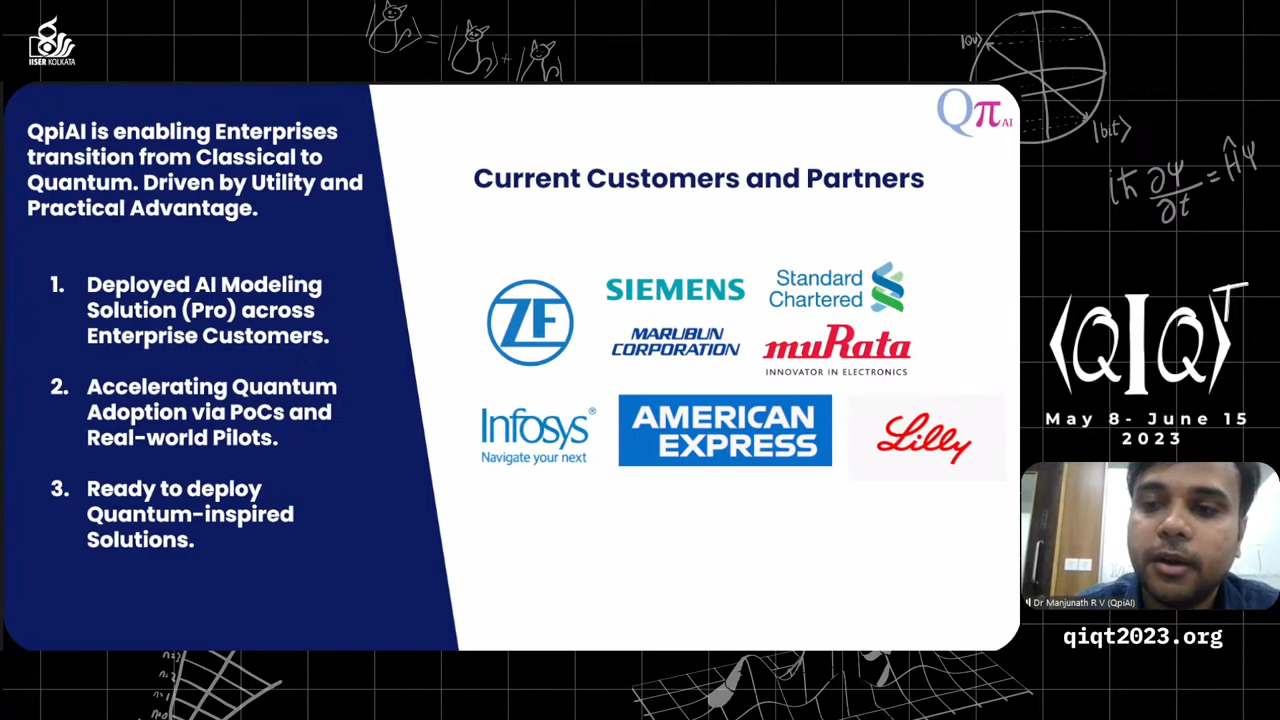 IISER KOLKATA
QpiAI is enabling Enterprises
transition from Classical to
Quantum. Driven by Utility and
Practical Advantage.
1. Deployed AI Modeling
Solution (Pro) across
Enterprise Customers.
2. Accelerating Quantum
Adoption via PoCs and
Real-world Pilots.
3. Ready to deploy
Quantum-inspired
Solutions.
QπAI
Current Customers and Partners
ZF
SIEMENS
Standard
Chartered
MARUBUN
CORPORATION
muRata
INNOVATOR IN ELECTRONICS
Infosys®
Navigate your next
AMERICAN
EXPRESS
Lilly
iħ ∂ψ/∂t = Ĥψ
⟨QIQ⟩T
May 8- June 15
2023
Dr Manjunath R V (QpiAI)
qiqt2023.org
n=3
n=2
n=1
n=0